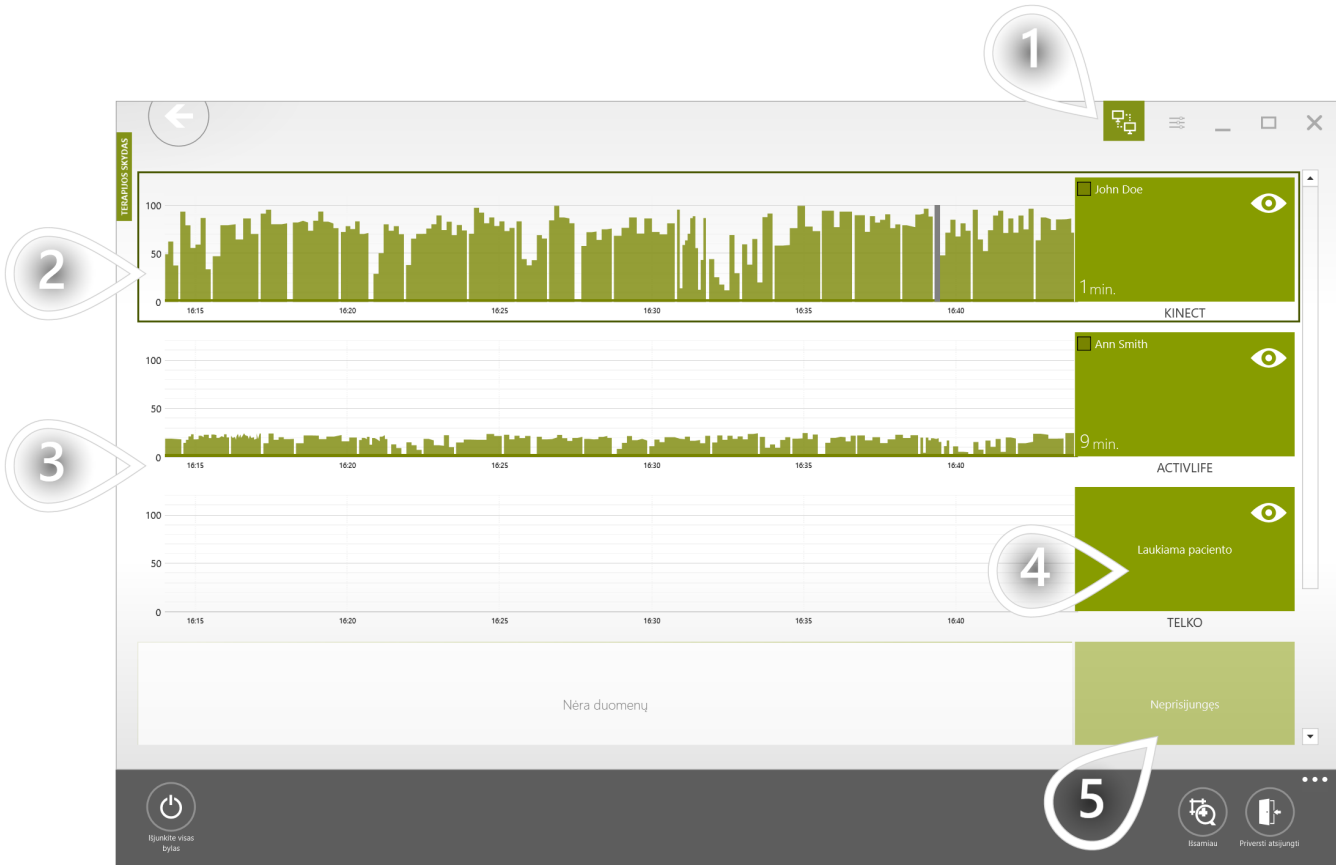 1
TERAPIJOS SKYDAS
John Doe
100
50
0
1 min.
16:15 16:20 16:25 16:30 16:35 16:40
KINECT
2
Ann Smith
100
50
0
9 min.
16:15 16:20 16:25 16:30 16:35 16:40
ACTIVLIFE
3
100
50
0
Laukiama paciento
4
16:15 16:20 16:25 16:30 16:35 16:40
TELKO
Nėra duomenų
Neprisijungęs
5
Išjunkite visas
bylas
Išsamiau
Priversti atsijungti